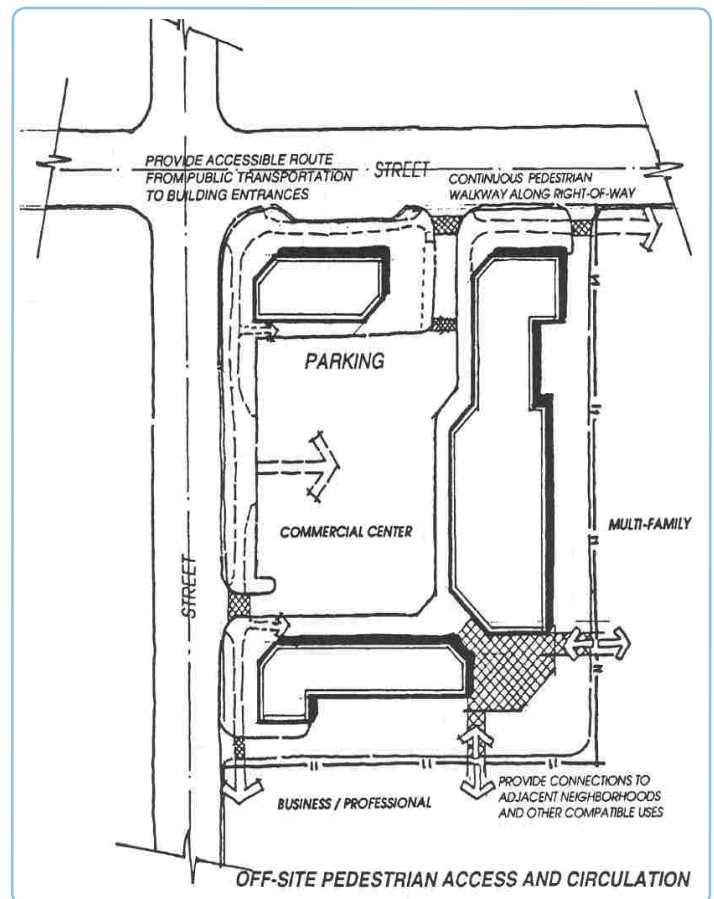 PROVIDE ACCESSIBLE ROUTE
FROM PUBLIC TRANSPORTATION
TO BUILDING ENTRANCES
STREET
CONTINUOUS PEDESTRIAN
WALKWAY ALONG RIGHT-OF-WAY
PARKING
COMMERCIAL CENTER
MULTI-FAMILY
STREET
BUSINESS / PROFESSIONAL
PROVIDE CONNECTIONS TO
ADJACENT NEIGHBORHOODS
AND OTHER COMPATIBLE USES
OFF-SITE PEDESTRIAN ACCESS AND CIRCULATION